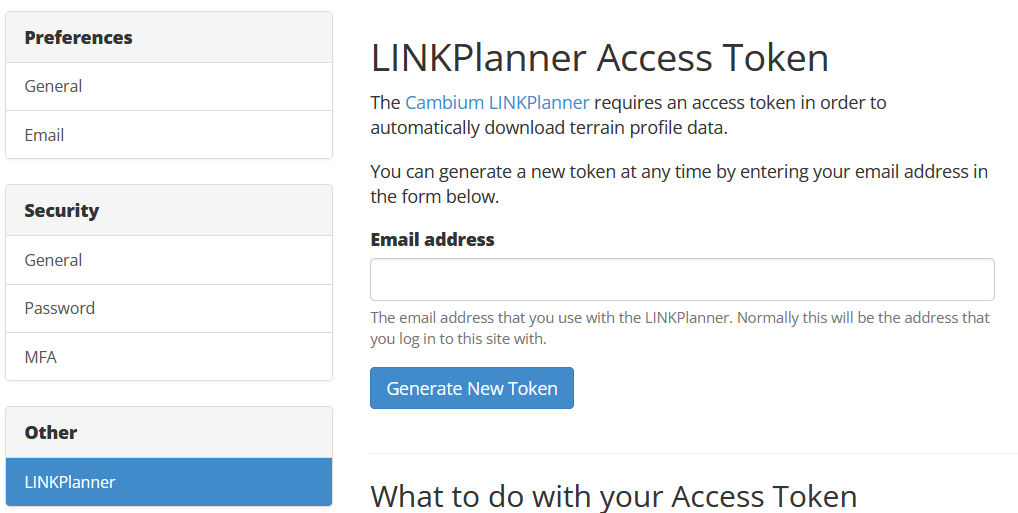 Preferences
General
Email
Security
General
Password
MFA
Other
LINKPlanner
LINKPlanner Access Token
The Cambium LINKPlanner requires an access token in order to
automatically download terrain profile data.
You can generate a new token at any time by entering your email address in
the form below.
Email address
The email address that you use with the LINKPlanner. Normally this will be the address that
you log in to this site with.
Generate New Token
What to do with your Access Token